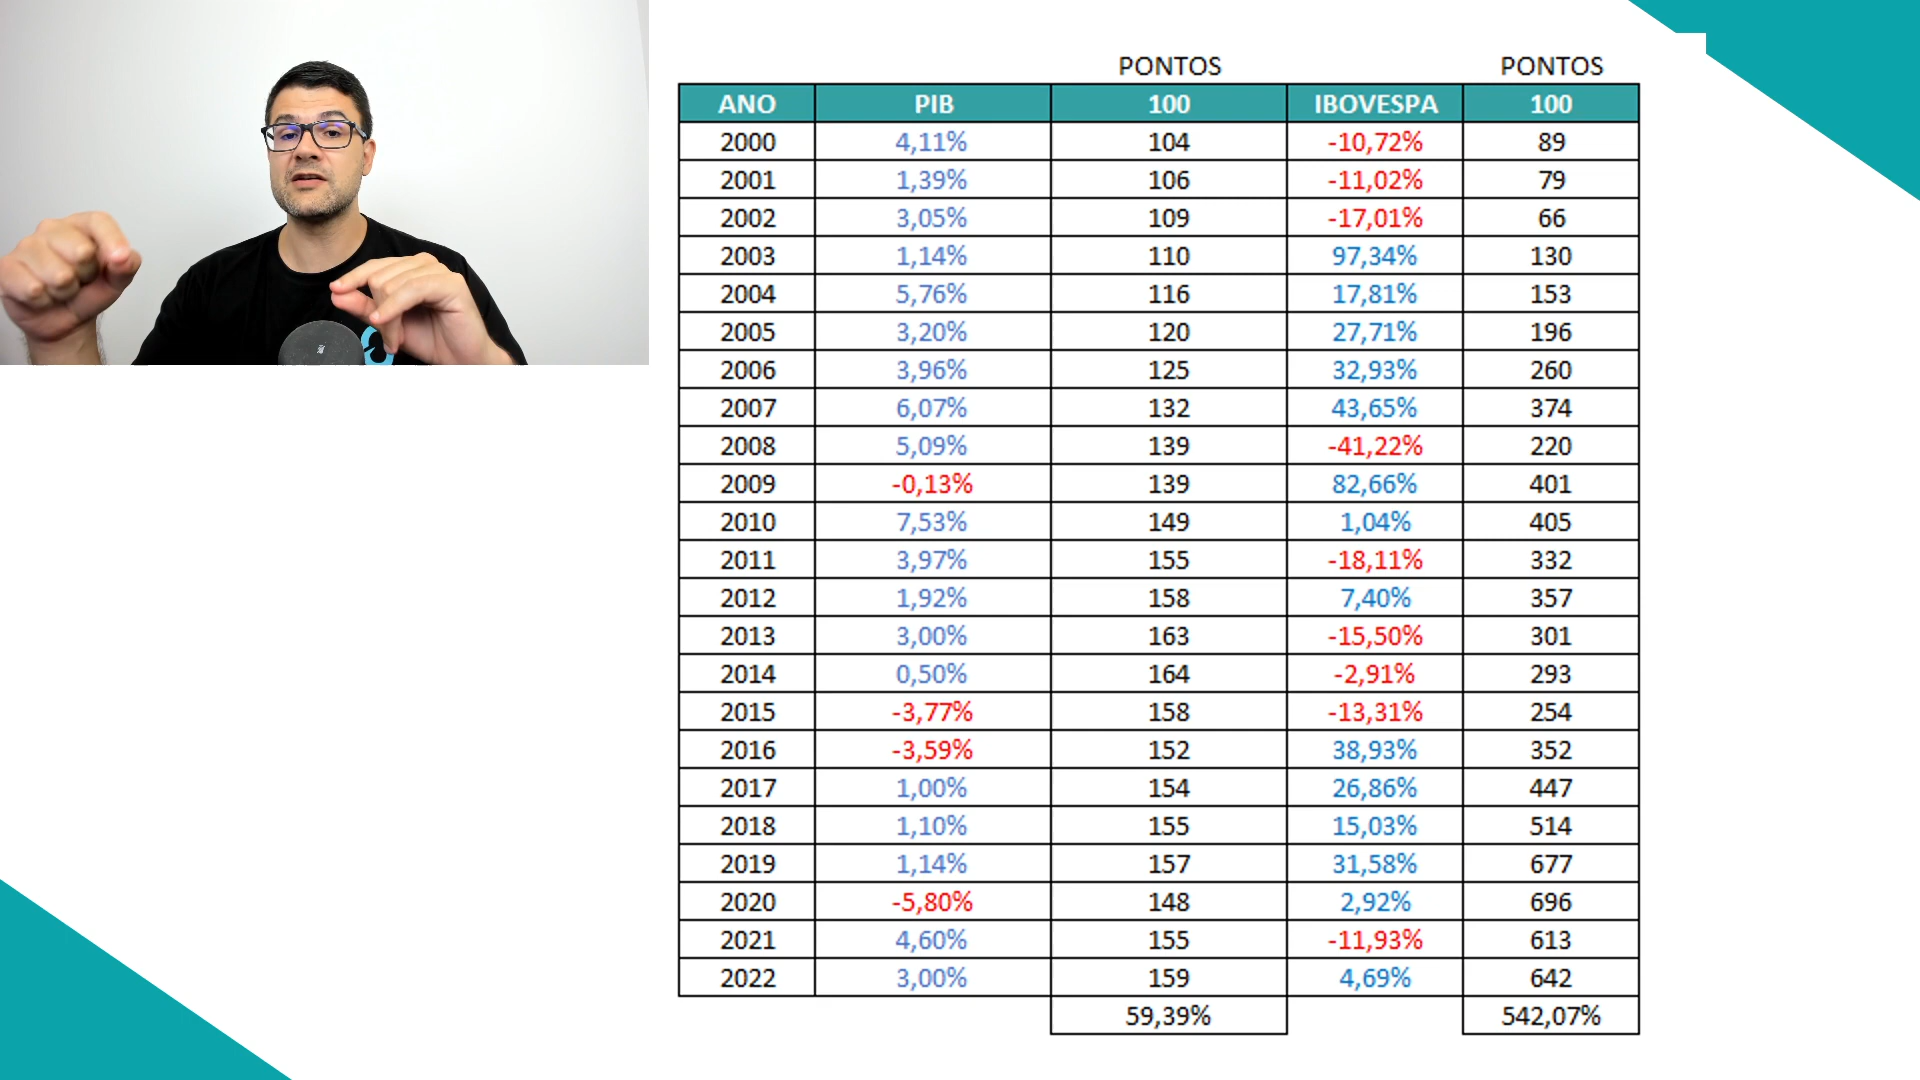 PONTOS PONTOS
ANO PIB 100 IBOVESPA 100
2000 4,11% 104 -10,72% 89
2001 1,39% 106 -11,02% 79
2002 3,05% 109 -17,01% 66
2003 1,14% 110 97,34% 130
2004 5,76% 116 17,81% 153
2005 3,20% 120 27,71% 196
2006 3,96% 125 32,93% 260
2007 6,07% 132 43,65% 374
2008 5,09% 139 -41,22% 220
2009 -0,13% 139 82,66% 401
2010 7,53% 149 1,04% 405
2011 3,97% 155 -18,11% 332
2012 1,92% 158 7,40% 357
2013 3,00% 163 -15,50% 301
2014 0,50% 164 -2,91% 293
2015 -3,77% 158 -13,31% 254
2016 -3,59% 152 38,93% 352
2017 1,00% 154 26,86% 447
2018 1,10% 155 15,03% 514
2019 1,14% 157 31,58% 677
2020 -5,80% 148 2,92% 696
2021 4,60% 155 -11,93% 613
2022 3,00% 159 4,69% 642
59,39% 542,07%